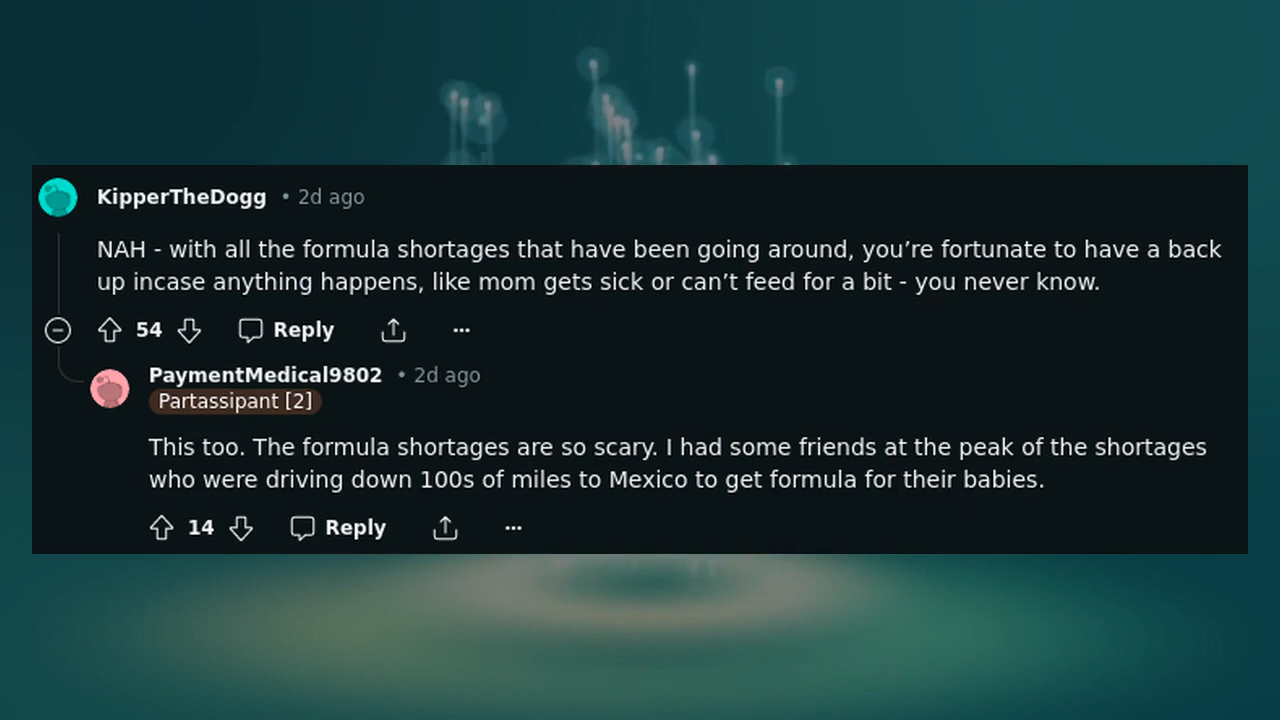 KipperTheDogg • 2d ago
NAH - with all the formula shortages that have been going around, you’re fortunate to have a back
up incase anything happens, like mom gets sick or can’t feed for a bit - you never know.
54 Reply ...
PaymentMedical9802 • 2d ago
Partassipant [2]
This too. The formula shortages are so scary. I had some friends at the peak of the shortages
who were driving down 100s of miles to Mexico to get formula for their babies.
14 Reply ...